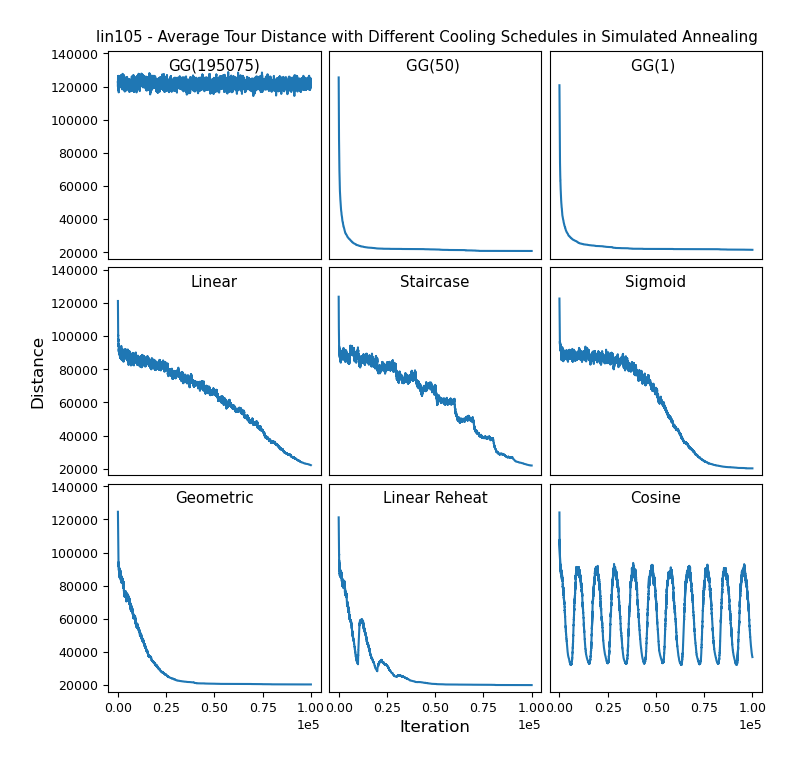 lin105 - Average Tour Distance with Different Cooling Schedules in Simulated Annealing
GG(195075)
GG(50)
GG(1)
140000
120000
100000
80000
60000
40000
20000
Linear
Staircase
Sigmoid
140000
120000
100000
80000
60000
40000
20000
Distance
Geometric
Linear Reheat
Cosine
140000
120000
100000
80000
60000
40000
20000
0.00 0.25 0.50 0.75 1.00
1e5
0.00 0.25 0.50 0.75 1.00
1e5
0.00 0.25 0.50 0.75 1.00
1e5
Iteration